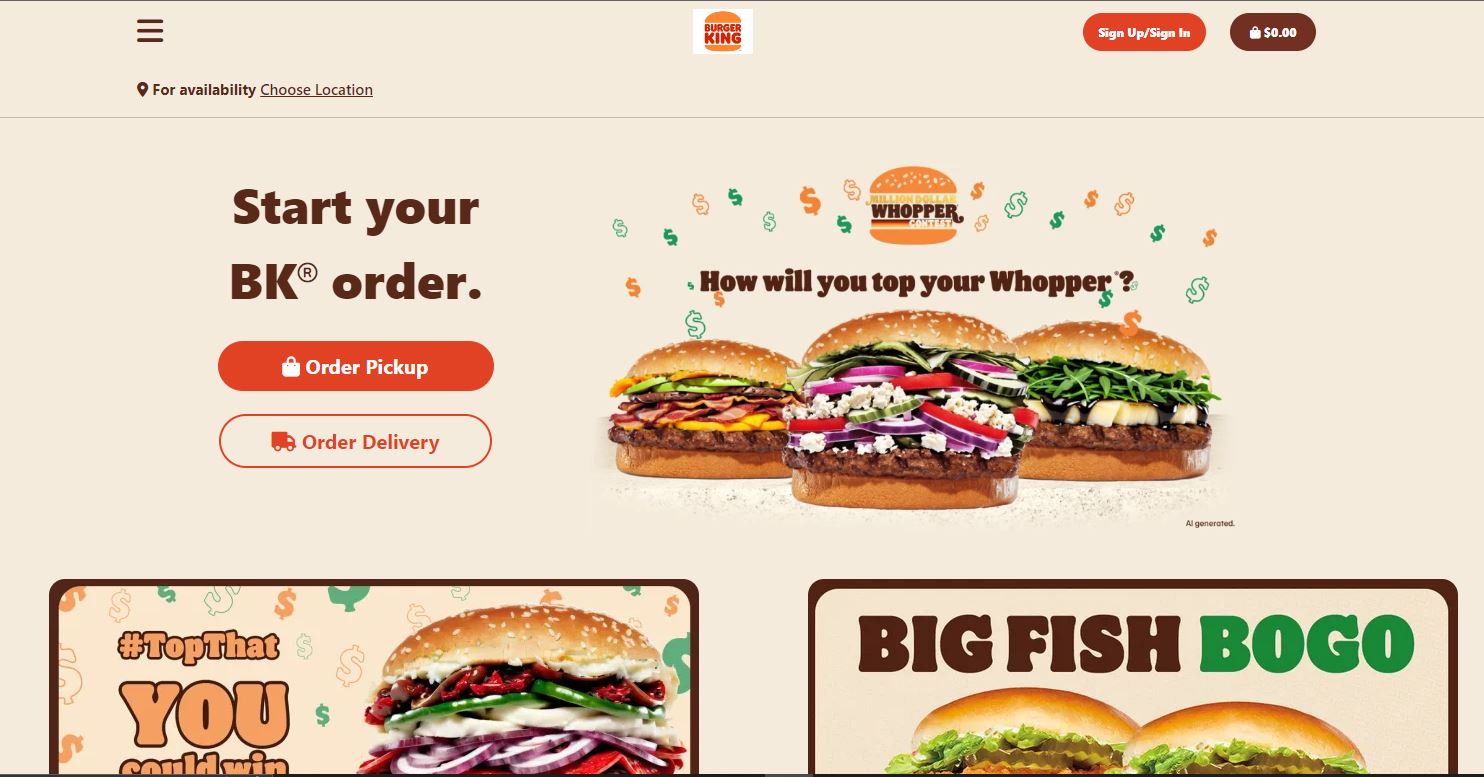 BURGER
KING
Sign Up/Sign In
$0.00
For availability Choose Location
Start your
BK® order.
Order Pickup
Order Delivery
MILLION DOLLAR
WHOPPER
CONTEST
How will you top your Whopper®?
AI generated.
#TopThat
YOU
could win
BIG FISH BOGO